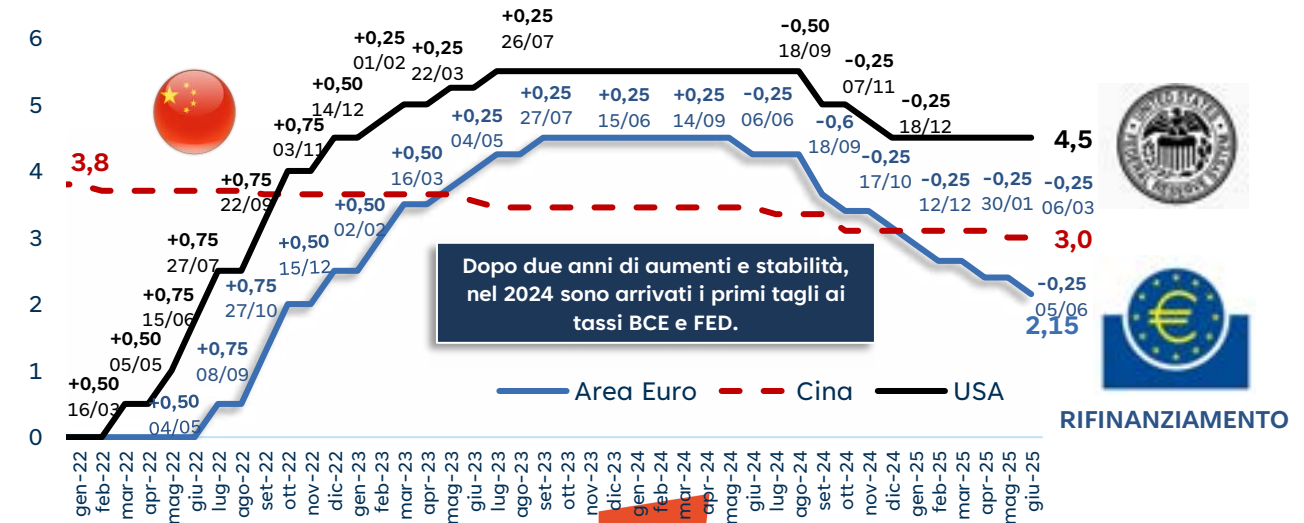 6
5
4
3
2
1
0
3,8
+0,50
16/03
+0,50
05/05
+0,75
15/06
+0,75
27/07
+0,75
22/09
+0,75
03/11
+0,50
14/12
+0,25
01/02
+0,25
22/03
+0,25
26/07
-0,50
18/09
-0,25
07/11
-0,25
18/12
4,5
+0,50
04/05
+0,75
08/09
+0,75
27/10
+0,50
15/12
+0,50
02/02
+0,50
16/03
+0,25
04/05
+0,25
27/07
+0,25
15/06
+0,25
14/09
-0,25
06/06
-0,6
18/09
-0,25
17/10
-0,25
12/12
-0,25
30/01
-0,25
06/03
3,0
-0,25
05/06
2,15
Dopo due anni di aumenti e stabilità,
nel 2024 sono arrivati i primi tagli ai
tassi BCE e FED.
Area Euro
Cina
USA
UNITED STATES
FEDERAL RESERVE
RIFINANZIAMENTO
gen-22
feb-22
mar-22
apr-22
mag-22
giu-22
lug-22
ago-22
set-22
ott-22
nov-22
dic-22
gen-23
feb-23
mar-23
apr-23
mag-23
giu-23
lug-23
ago-23
set-23
ott-23
nov-23
dic-23
gen-24
feb-24
mar-24
apr-24
mag-24
giu-24
lug-24
ago-24
set-24
ott-24
nov-24
dic-24
gen-25
feb-25
mar-25
apr-25
mag-25
giu-25